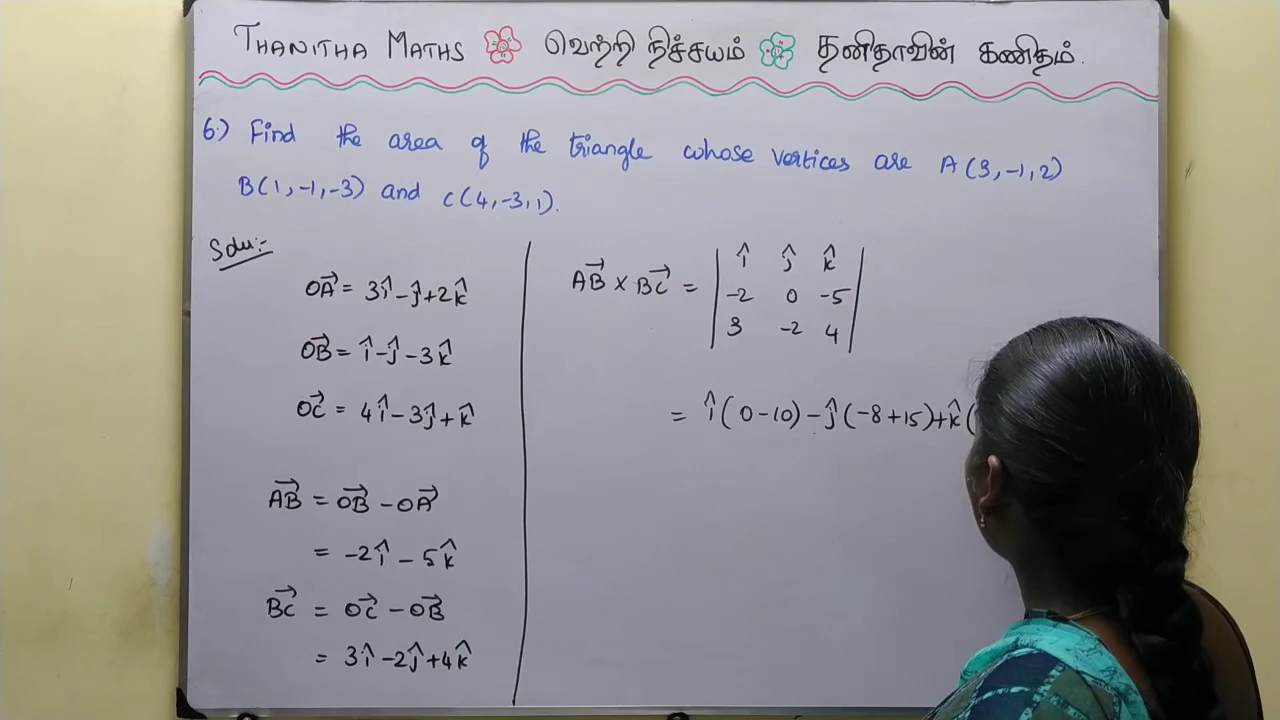 THANITHA MATHS வெற்றி நிச்சயம் தனிதாவின் கணிதம்.
6.) Find the area of the triangle whose vertices are A(3,-1,2)
B(1,-1,-3) and C(4,-3,1).
Solu:-
OA⃗ = 3î-ĵ+2k̂
OB⃗ = î-ĵ-3k̂
OC⃗ = 4î-3ĵ+k̂
AB⃗ = OB⃗ - OA⃗
= -2î - 5k̂
BC⃗ = OC⃗ - OB⃗
= 3î-2ĵ+4k̂
AB⃗ × BC⃗ = | î ĵ k̂ |
| -2 0 -5 |
| 3 -2 4 |
= î(0-10)-ĵ(-8+15)+k̂(